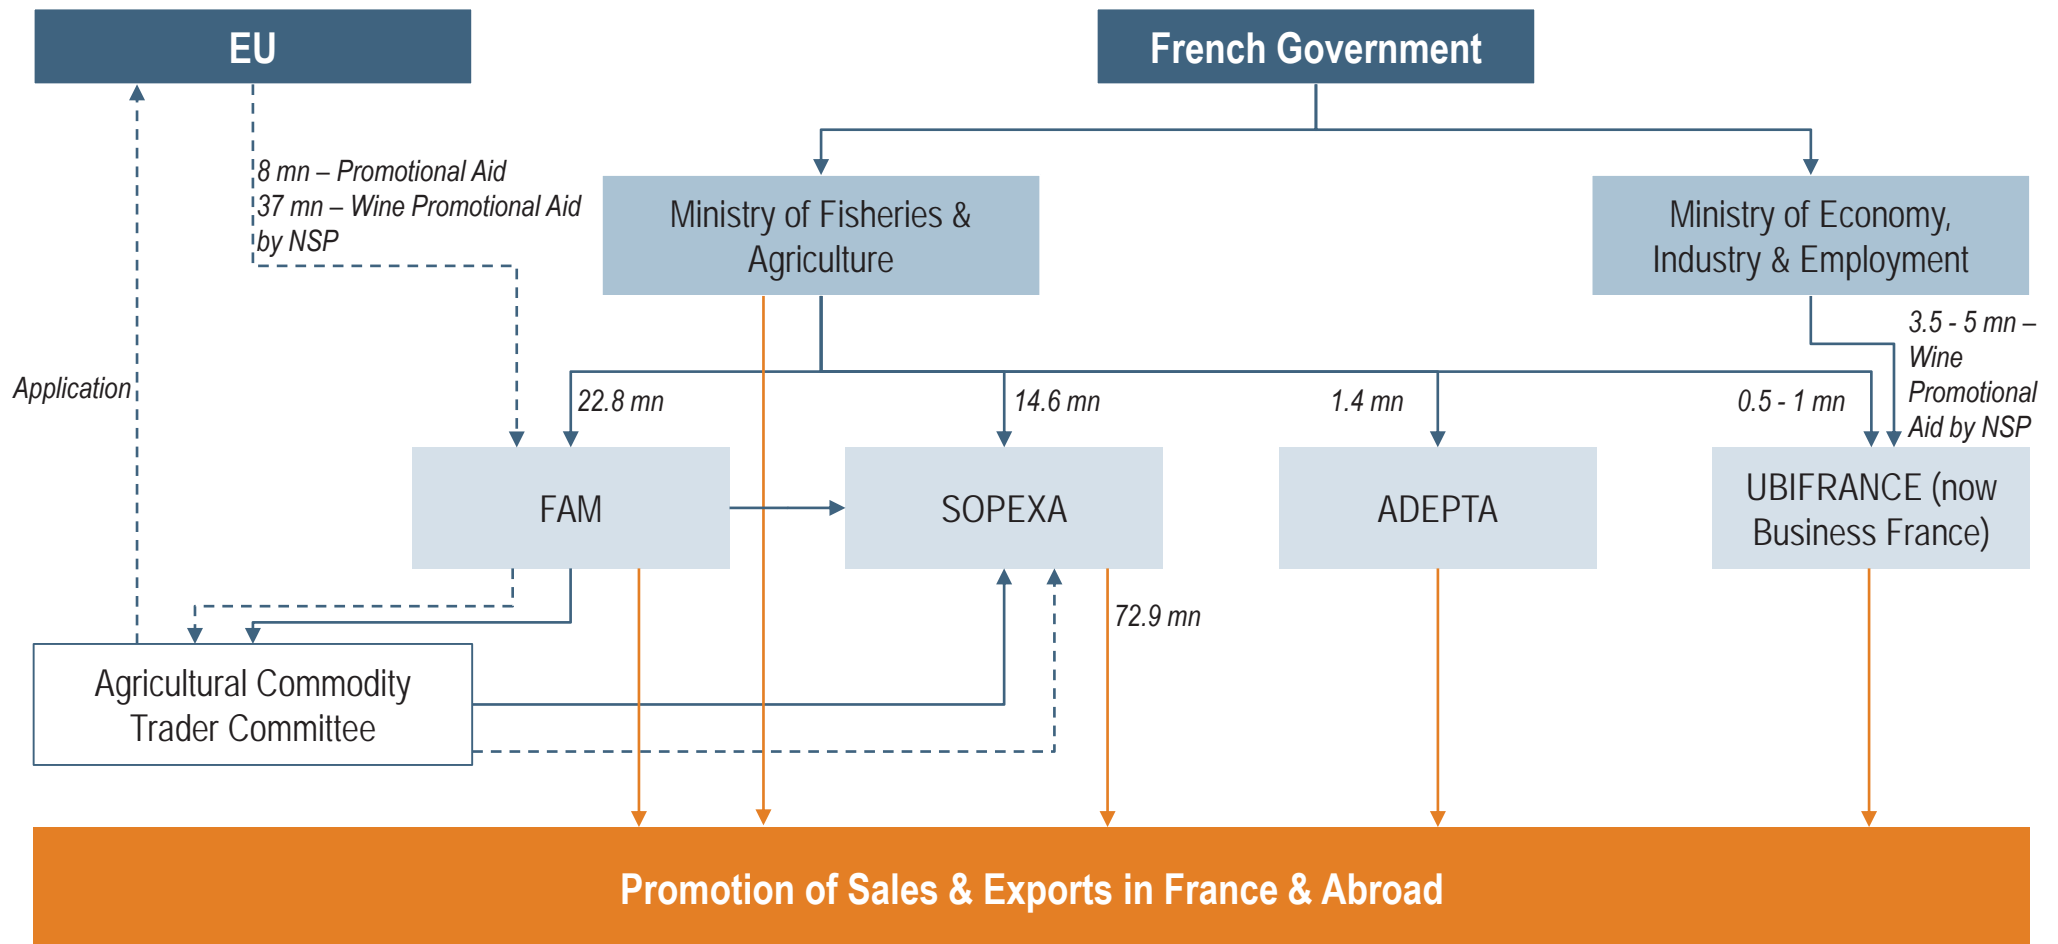 EU
French Government
8 mn – Promotional Aid
37 mn – Wine Promotional Aid
by NSP
Ministry of Fisheries &
Agriculture
Ministry of Economy,
Industry & Employment
3.5 - 5 mn –
Wine
Promotional
Aid by NSP
Application
22.8 mn
14.6 mn
1.4 mn
0.5 - 1 mn
FAM
SOPEXA
ADEPTA
UBIFRANCE (now
Business France)
72.9 mn
Agricultural Commodity
Trader Committee
Promotion of Sales & Exports in France & Abroad